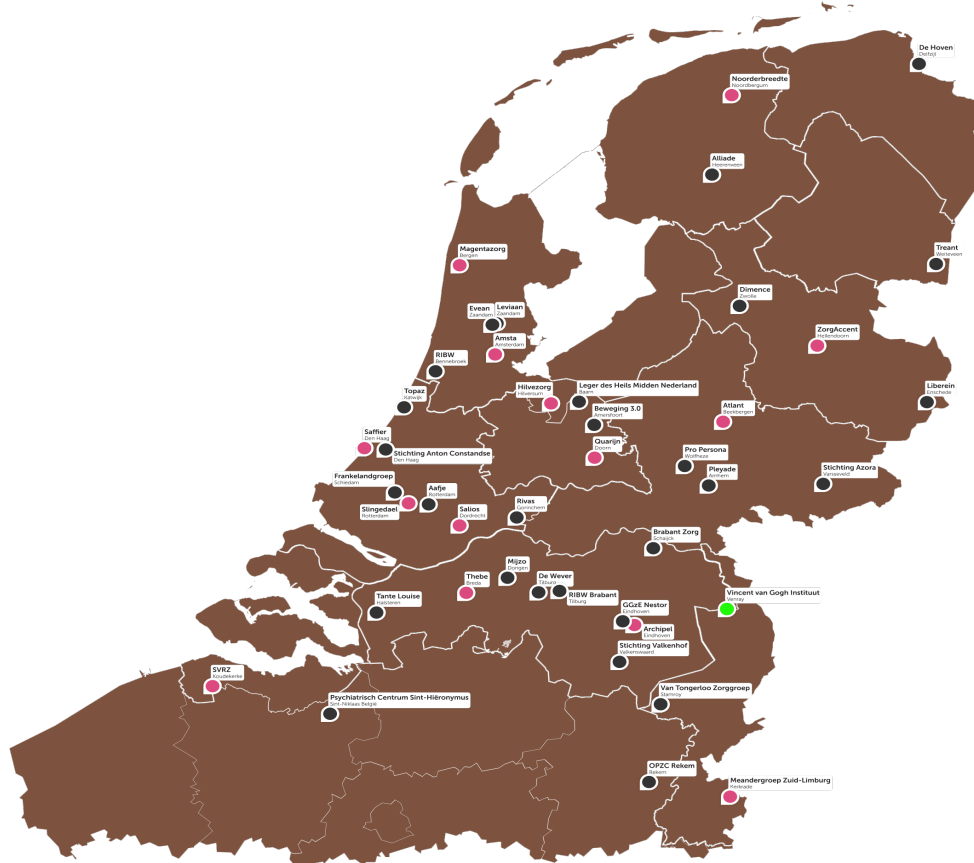 De Hoven
Delfzijl
Noorderbreedte
Noordbergum
Alliade
Heerenveen
Magentazorg
Bergen
Treant
Weiteveen
Dimence
Zwolle
Evean
Zaandam
Leviaan
Zaandam
ZorgAccent
Hellendoorn
Amsta
Amsterdam
RIBW
Bennebroek
Topaz
Katwijk
Hilvezorg
Hilversum
Leger des Heils Midden Nederland
Baarn
Liberein
Enschede
Beweging 3.0
Amersfoort
Atlant
Beekbergen
Saffier
Den Haag
Stichting Anton Constandse
Den Haag
Quarijn
Doorn
Pro Persona
Wolfheze
Pleyade
Arnhem
Stichting Azora
Varsseveld
Frankelandgroep
Schiedam
Aafje
Rotterdam
Slingedael
Rotterdam
Salios
Dordrecht
Rivas
Gorinchem
Brabant Zorg
Schaijck
Mijzo
Dongen
Thebe
Breda
De Wever
Tilburg
RIBW Brabant
Tilburg
Tante Louise
Halsteren
Vincent van Gogh Instituut
Venray
GGzE Nestor
Eindhoven
Archipel
Eindhoven
Stichting Valkenhof
Valkenswaard
SVRZ
Koudekerke
Psychiatrisch Centrum Sint-Hiëronymus
Sint-Niklaas België
Van Tongerloo Zorggroep
Stamroy
OPZC Rekem
Rekem
Meandergroep Zuid-Limburg
Kerkrade